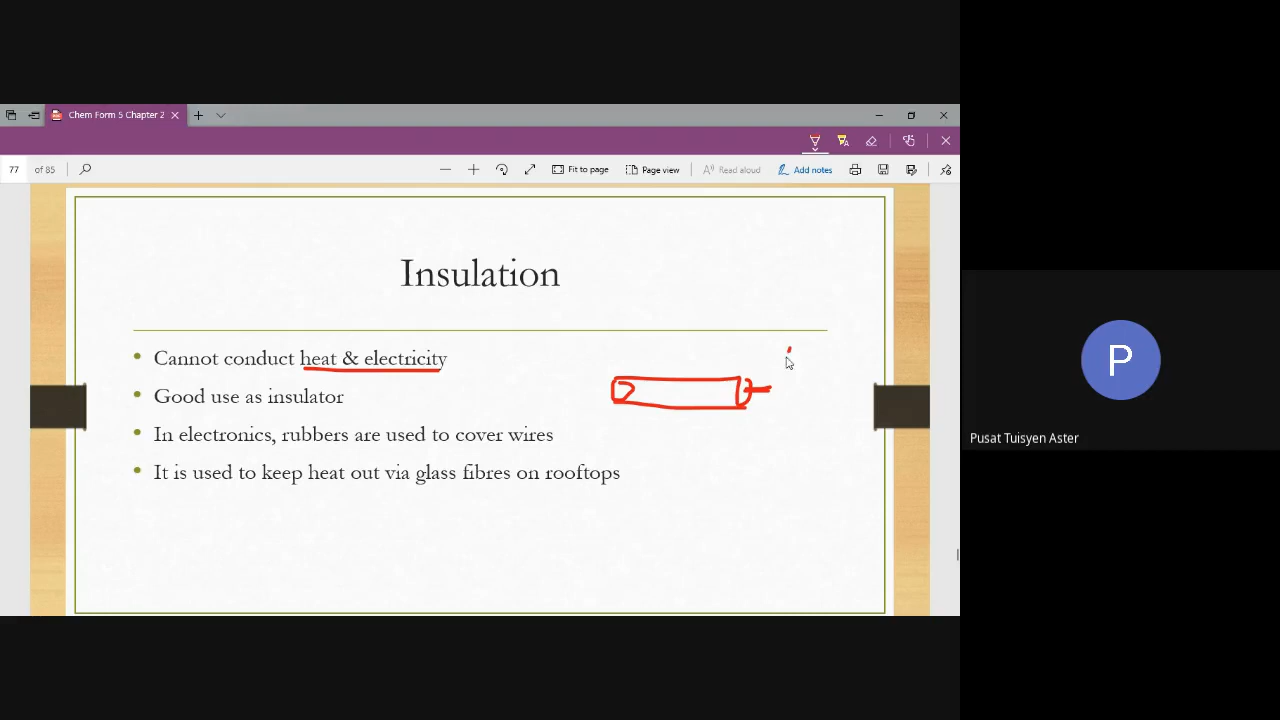 Chem Form 5 Chapter 2
77 of 85
Fit to page
Page view
Read aloud
Add notes
Insulation
• Cannot conduct heat & electricity
• Good use as insulator
• In electronics, rubbers are used to cover wires
• It is used to keep heat out via glass fibres on rooftops
P
Pusat Tuisyen Aster